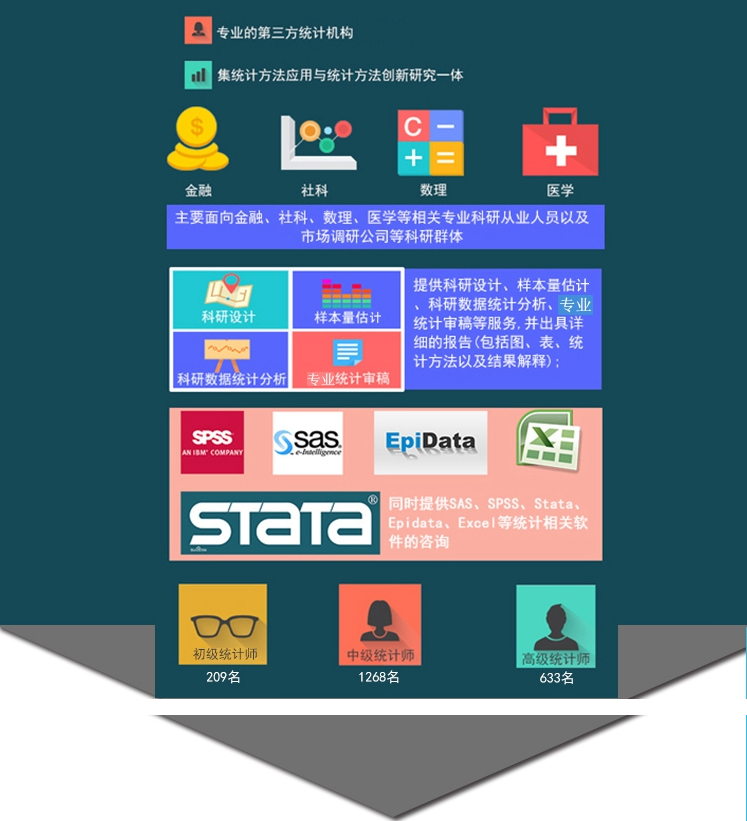 专业的第三方统计机构
集统计方法应用与统计方法创新研究一体
$
C
金融
社科
数理
医学
主要面向金融、社科、数理、医学等相关专业科研从业人员以及
市场调研公司等科研群体
科研设计
样本量估计
科研数据统计分析
专业统计审稿
提供科研设计、样本量估计
、科研数据统计分析、专业
统计审稿等服务,并出具详
细的报告(包括图、表、统
计方法以及结果解释);
SPSS
AN IBM® COMPANY
sas.
e-Intelligence
EpiData
X
STATA®
同时提供SAS、SPSS、Stata、
Epidata、Excel等统计相关软
件的咨询
初级统计师
中级统计师
高级统计师
209名
1268名
633名